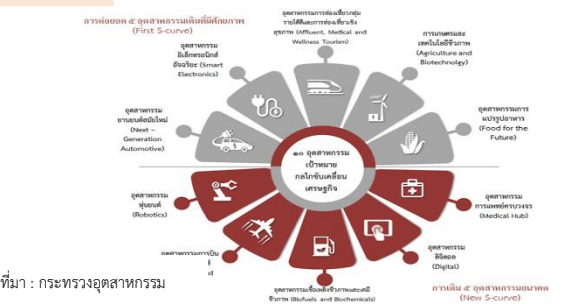 การต่อยอด ๕ อุตสาหกรรมเดิมที่มีศักยภาพ
(First S-curve)
อุตสาหกรรมการท่องเที่ยวกลุ่ม
รายได้ดีและการท่องเที่ยวเชิง
สุขภาพ (Affluent, Medical and
Wellness Tourism)
อุตสาหกรรม
อิเล็กทรอนิกส์
อัจฉริยะ (Smart
Electronics)
การเกษตรและ
เทคโนโลยีชีวภาพ
(Agriculture and
Biotechnolgy)
อุตสาหกรรม
ยานยนต์สมัยใหม่
(Next –
Generation
Automotive)
อุตสาหกรรมการ
แปรรูปอาหาร
(Food for the
Future)
๑๐ อุตสาหกรรม
เป้าหมาย
กลไกขับเคลื่อน
เศรษฐกิจ
อุตสาหกรรม
หุ่นยนต์
(Robotics)
อุตสาหกรรม
การแพทย์ครบวงจร
(Medical Hub)
อุตสาหกรรมการบิน
d
อุตสาหกรรม
ดิจิตอล
(Digital)
ที่มา : กระทรวงอุตสาหกรรม
อุตสาหกรรมเชื้อเพลิงชีวภาพและเคมี
ชีวภาพ (Biofuels and Biochemicals)
การเติม ๕ อุตสาหกรรมอนาคต
(New S-curve)